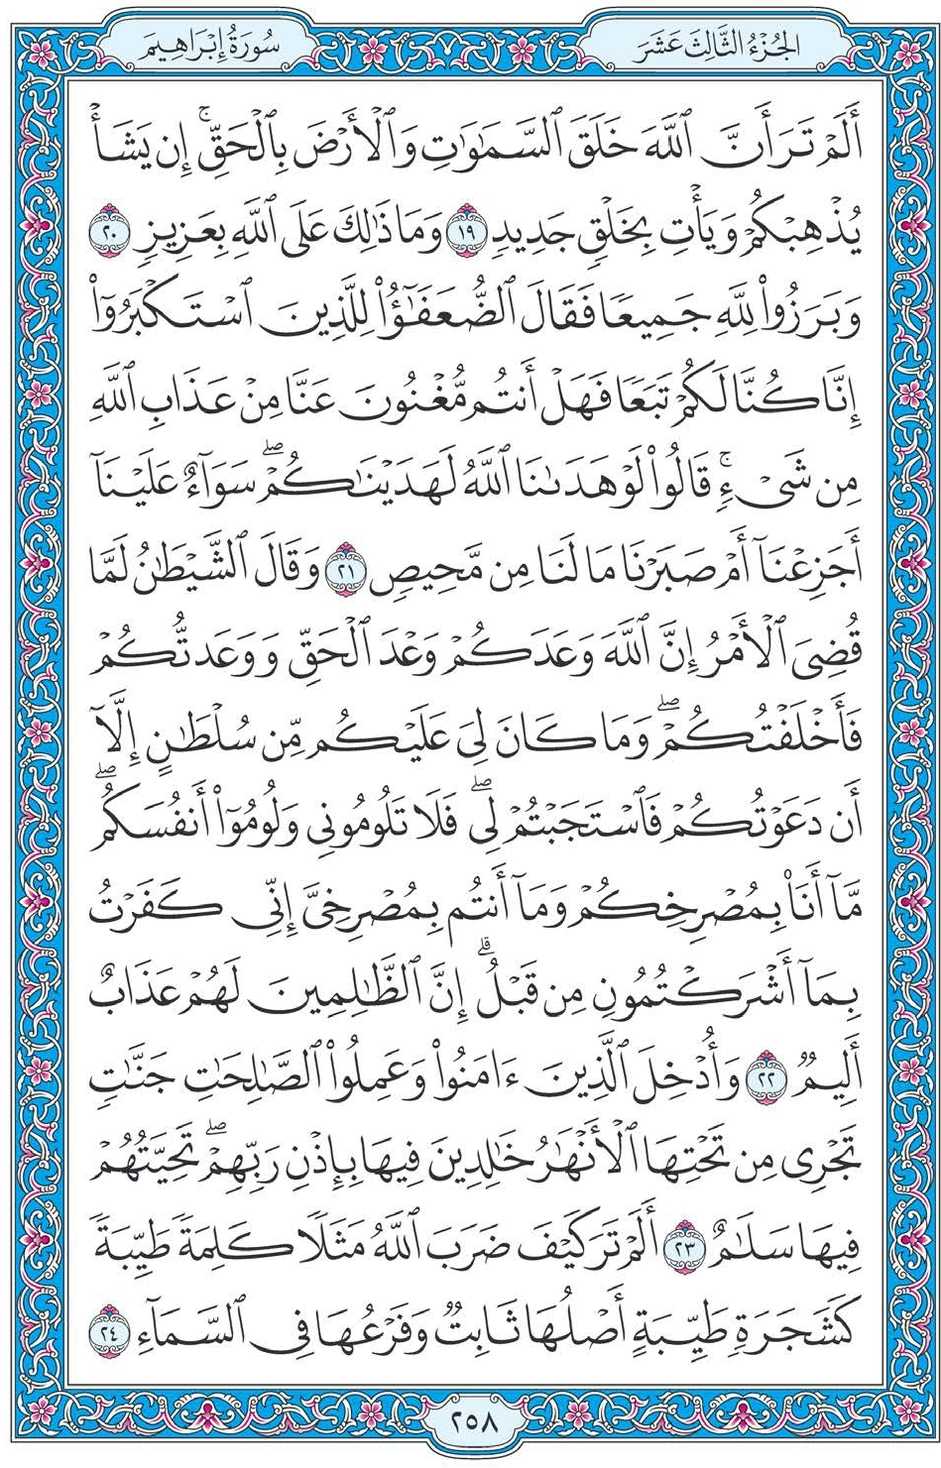 الجُزْءُ الثَّالِثَ عَشَرَ
سُورَةُ إِبْرَاهِيمَ
أَلَمْ تَرَ أَنَّ ٱللَّهَ خَلَقَ ٱلسَّمَٰوَٰتِ وَٱلْأَرْضَ بِٱلْحَقِّۚ إِن يَشَأْ
يُذْهِبْكُمْ وَيَأْتِ بِخَلْقٍ جَدِيدٍ ١٩ وَمَا ذَٰلِكَ عَلَى ٱللَّهِ بِعَزِيزٍ ٢٠
وَبَرَزُوا۟ لِلَّهِ جَمِيعًا فَقَالَ ٱلضُّعَفَٰٓؤُا۟ لِلَّذِينَ ٱسْتَكْبَرُوٓا۟
إِنَّا كُنَّا لَكُمْ تَبَعًا فَهَلْ أَنتُم مُّغْنُونَ عَنَّا مِنْ عَذَابِ ٱللَّهِ
مِن شَىْءٍۚ قَالُوا۟ لَوْ هَدَىٰنَا ٱللَّهُ لَهَدَيْنَٰكُمْۖ سَوَآءٌ عَلَيْنَآ
أَجَزِعْنَآ أَمْ صَبَرْنَا مَا لَنَا مِن مَّحِيصٍ ٢١ وَقَالَ ٱلشَّيْطَٰنُ لَمَّا
قُضِىَ ٱلْأَمْرُ إِنَّ ٱللَّهَ وَعَدَكُمْ وَعْدَ ٱلْحَقِّ وَوَعَدتُّكُمْ
فَأَخْلَفْتُكُمْۖ وَمَا كَانَ لِىَ عَلَيْكُم مِّن سُلْطَٰنٍ إِلَّآ
أَن دَعَوْتُكُمْ فَٱسْتَجَبْتُمْ لِىۖ فَلَا تَلُومُونِى وَلُومُوٓا۟ أَنفُسَكُمۖ
مَّآ أَنَا۠ بِمُصْرِخِكُمْ وَمَآ أَنتُم بِمُصْرِخِىَّ إِنِّى كَفَرْتُ
بِمَآ أَشْرَكْتُمُونِ مِن قَبْلُۗ إِنَّ ٱلظَّٰلِمِينَ لَهُمْ عَذَابٌ
أَلِيمٌ ٢٢ وَأُدْخِلَ ٱلَّذِينَ ءَامَنُوا۟ وَعَمِلُوا۟ ٱلصَّٰلِحَٰتِ جَنَّٰتٍ
تَجْرِى مِن تَحْتِهَا ٱلْأَنْهَٰرُ خَٰلِدِينَ فِيهَا بِإِذْنِ رَبِّهِمْۖ تَحِيَّتُهُمْ
فِيهَا سَلَٰمٌ ٢٣ أَلَمْ تَرَ كَيْفَ ضَرَبَ ٱللَّهُ مَثَلًا كَلِمَةً طَيِّبَةً
كَشَجَرَةٍ طَيِّبَةٍ أَصْلُهَا ثَابِتٌ وَفَرْعُهَا فِى ٱلسَّمَآءِ ٢٤
٢٥٨